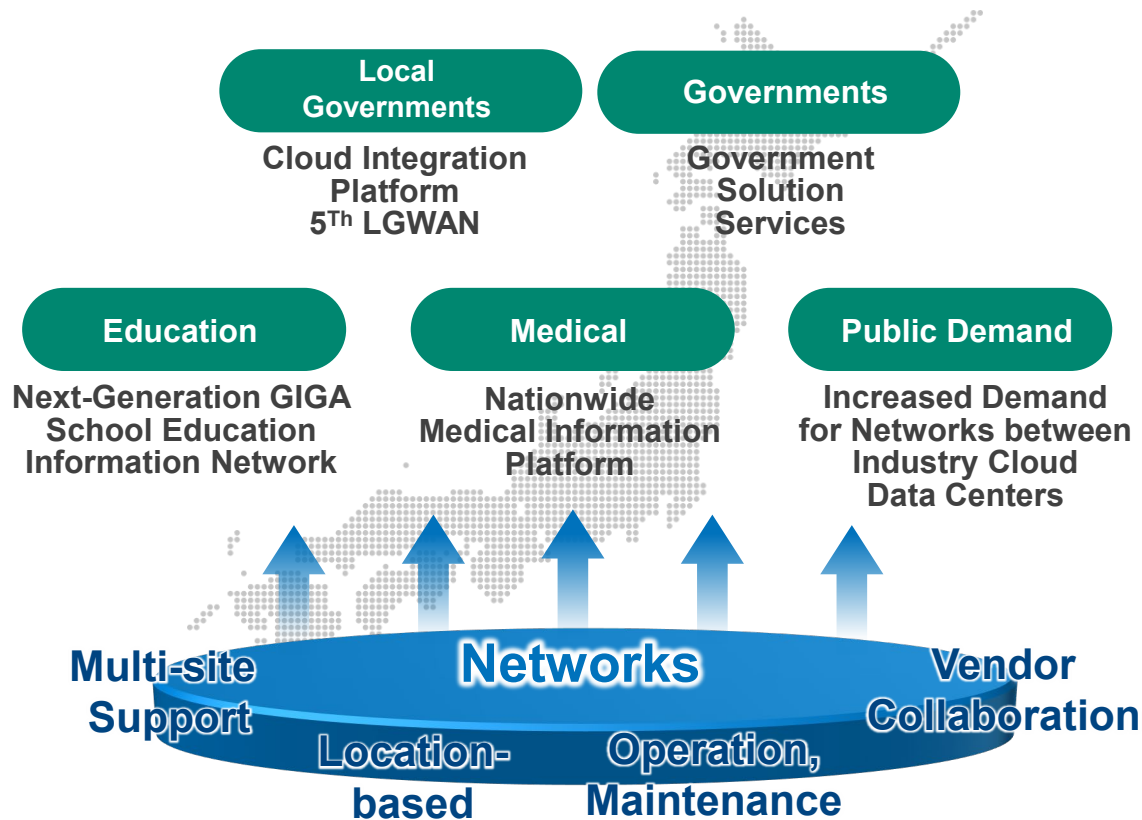 Local
Governments
Governments
Cloud Integration
Platform
5Th LGWAN
Government
Solution
Services
Education
Medical
Public Demand
Next-Generation GIGA
School Education
Information Network
Nationwide
Medical Information
Platform
Increased Demand
for Networks between
Industry Cloud
Data Centers
Networks
Multi-site
Support
Vendor
Collaboration
Location-
based
Operation,
Maintenance